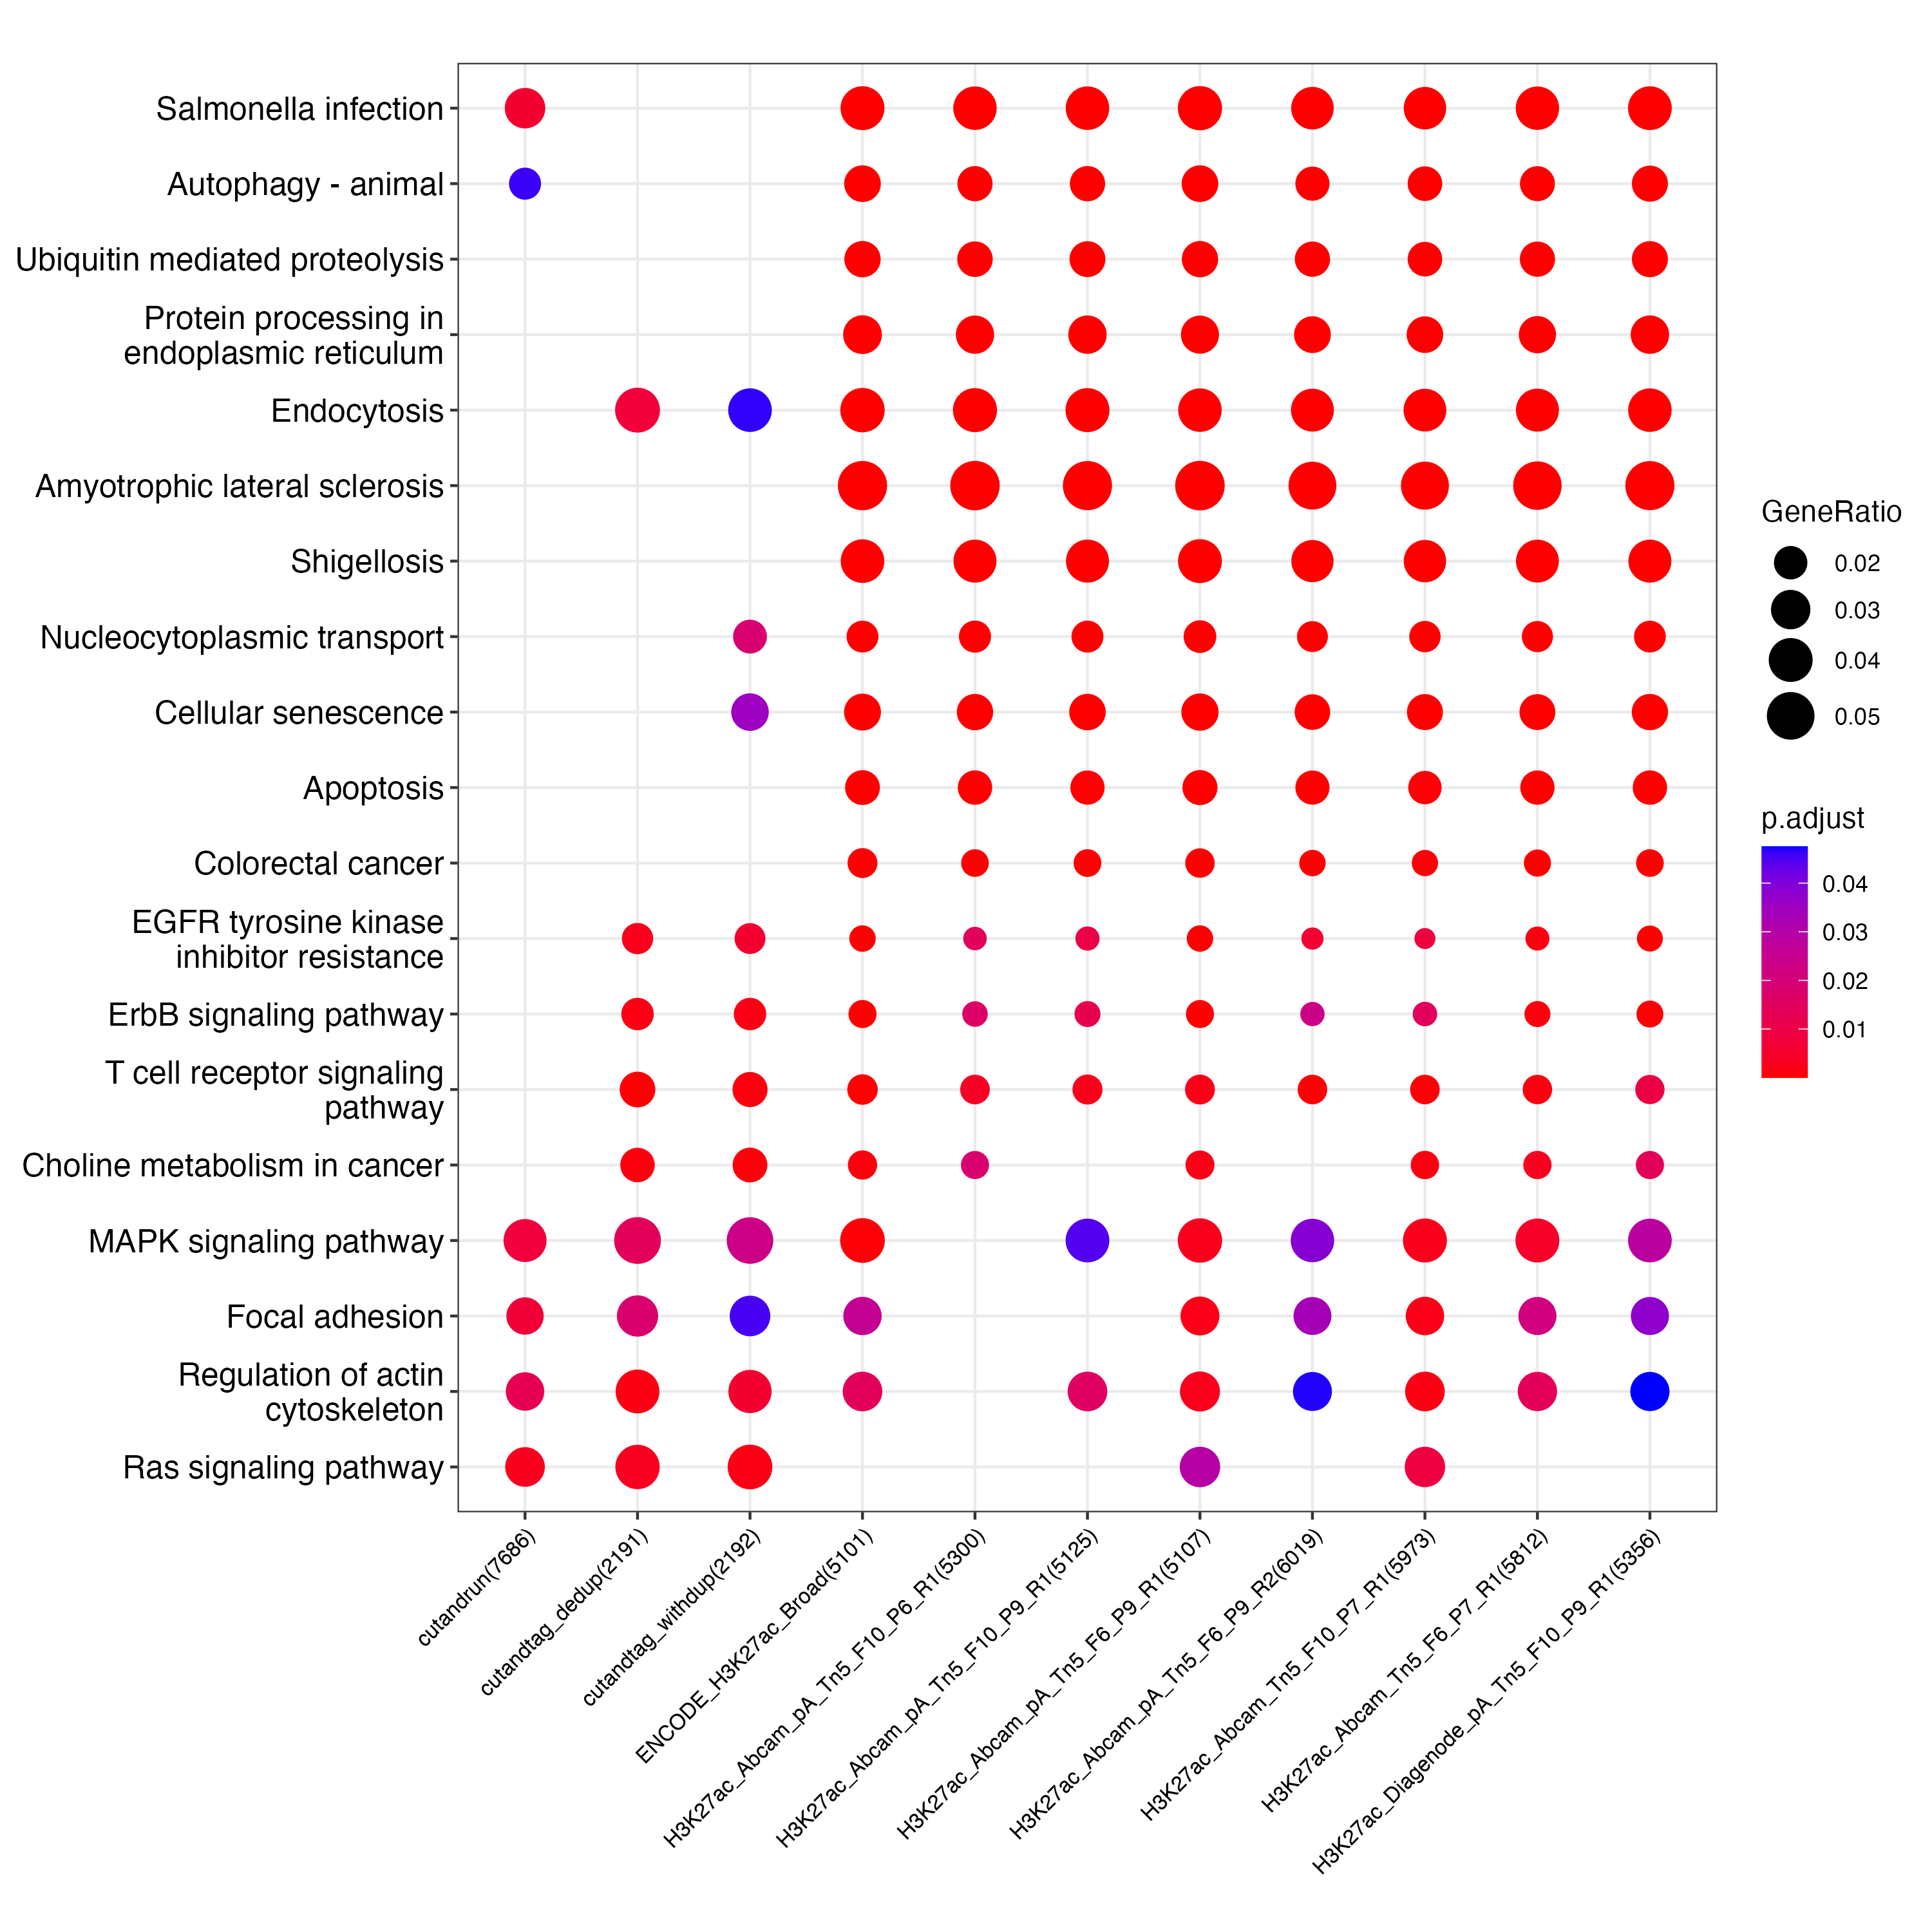 Salmonella infection
Autophagy - animal
Ubiquitin mediated proteolysis
Protein processing in
endoplasmic reticulum
Endocytosis
Amyotrophic lateral sclerosis
Shigellosis
Nucleocytoplasmic transport
Cellular senescence
Apoptosis
Colorectal cancer
EGFR tyrosine kinase
inhibitor resistance
ErbB signaling pathway
T cell receptor signaling
pathway
Choline metabolism in cancer
MAPK signaling pathway
Focal adhesion
Regulation of actin
cytoskeleton
Ras signaling pathway
cutandrun(7686)
cutandtag_dedup(2191)
cutandtag_withdup(2192)
ENCODE_H3K27ac_Broad(5101)
H3K27ac_Abcam_pA_Tn5_F10_P6_R1(5300)
H3K27ac_Abcam_pA_Tn5_F10_P9_R1(5125)
H3K27ac_Abcam_pA_Tn5_F6_P9_R1(5107)
H3K27ac_Abcam_pA_Tn5_F6_P9_R2(6019)
H3K27ac_Abcam_Tn5_F10_P7_R1(5973)
H3K27ac_Abcam_Tn5_F6_P7_R1(5812)
H3K27ac_Diagenode_pA_Tn5_F10_P9_R1(5356)
GeneRatio
0.02
0.03
0.04
0.05
p.adjust
0.04
0.03
0.02
0.01